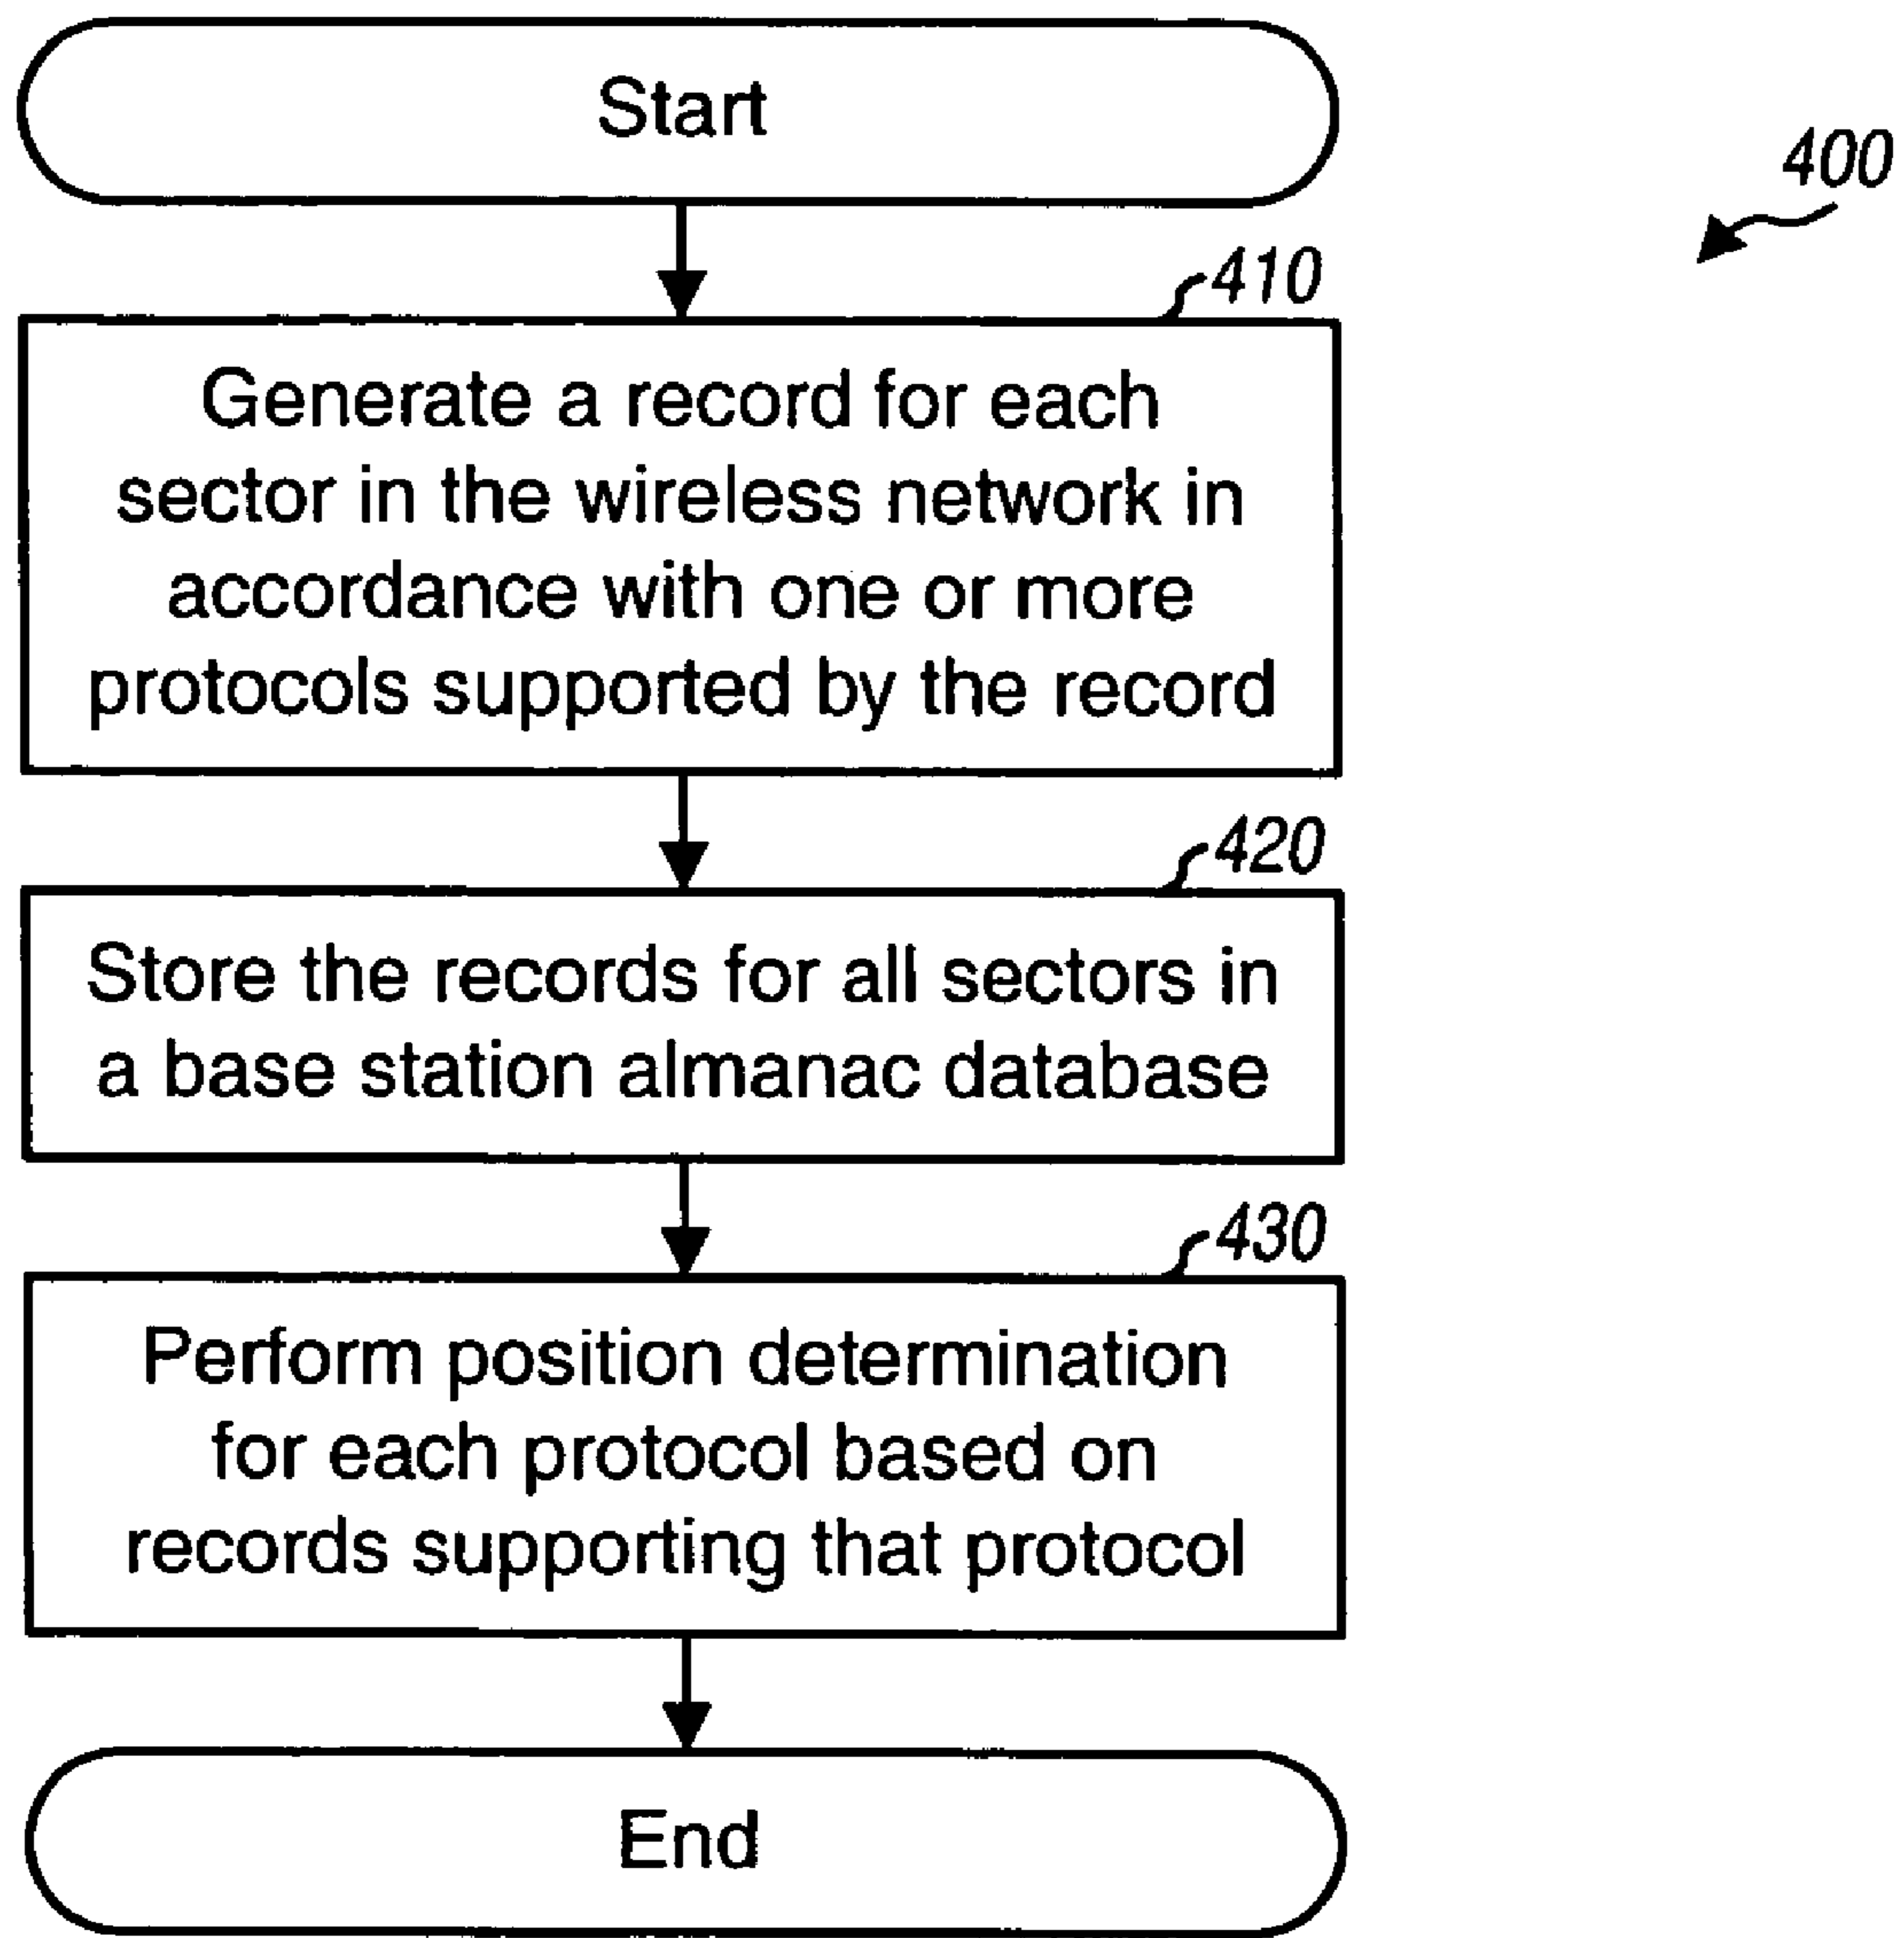 Start
400
410
Generate a record for each
sector in the wireless network in
accordance with one or more
protocols supported by the record
420
Store the records for all sectors in
a base station almanac database
430
Perform position determination
for each protocol based on
records supporting that protocol
End